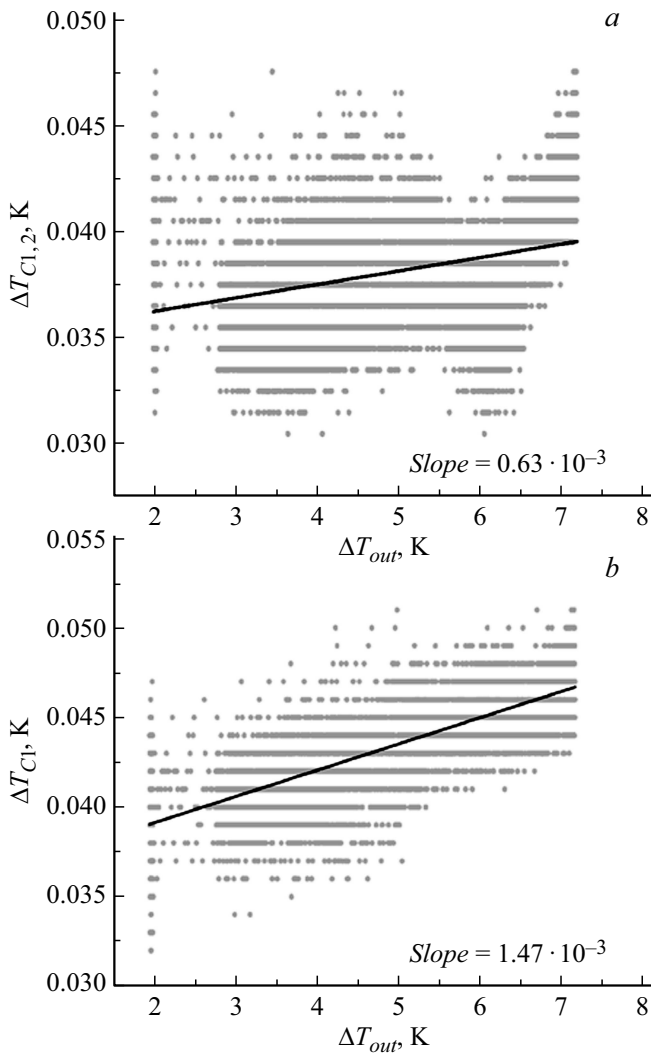 a
0.050
0.045
0.040
0.035
0.030
ΔT_{C1, 2}, K
Slope = 0.63 · 10^{–3}
2 3 4 5 6 7 8
ΔT_{out}, K
b
0.055
0.050
0.045
0.040
0.035
0.030
ΔT_{C1}, K
Slope = 1.47 · 10^{–3}
2 3 4 5 6 7 8
ΔT_{out}, K